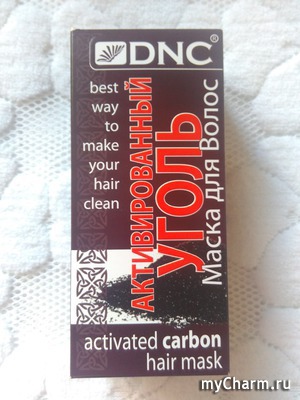 DNC®
best
way
to
make
your
hair
clean
АКТИВИРОВАННЫЙ
УГОЛЬ
Маска для Волос
activated carbon
hair mask
myCharm.ru